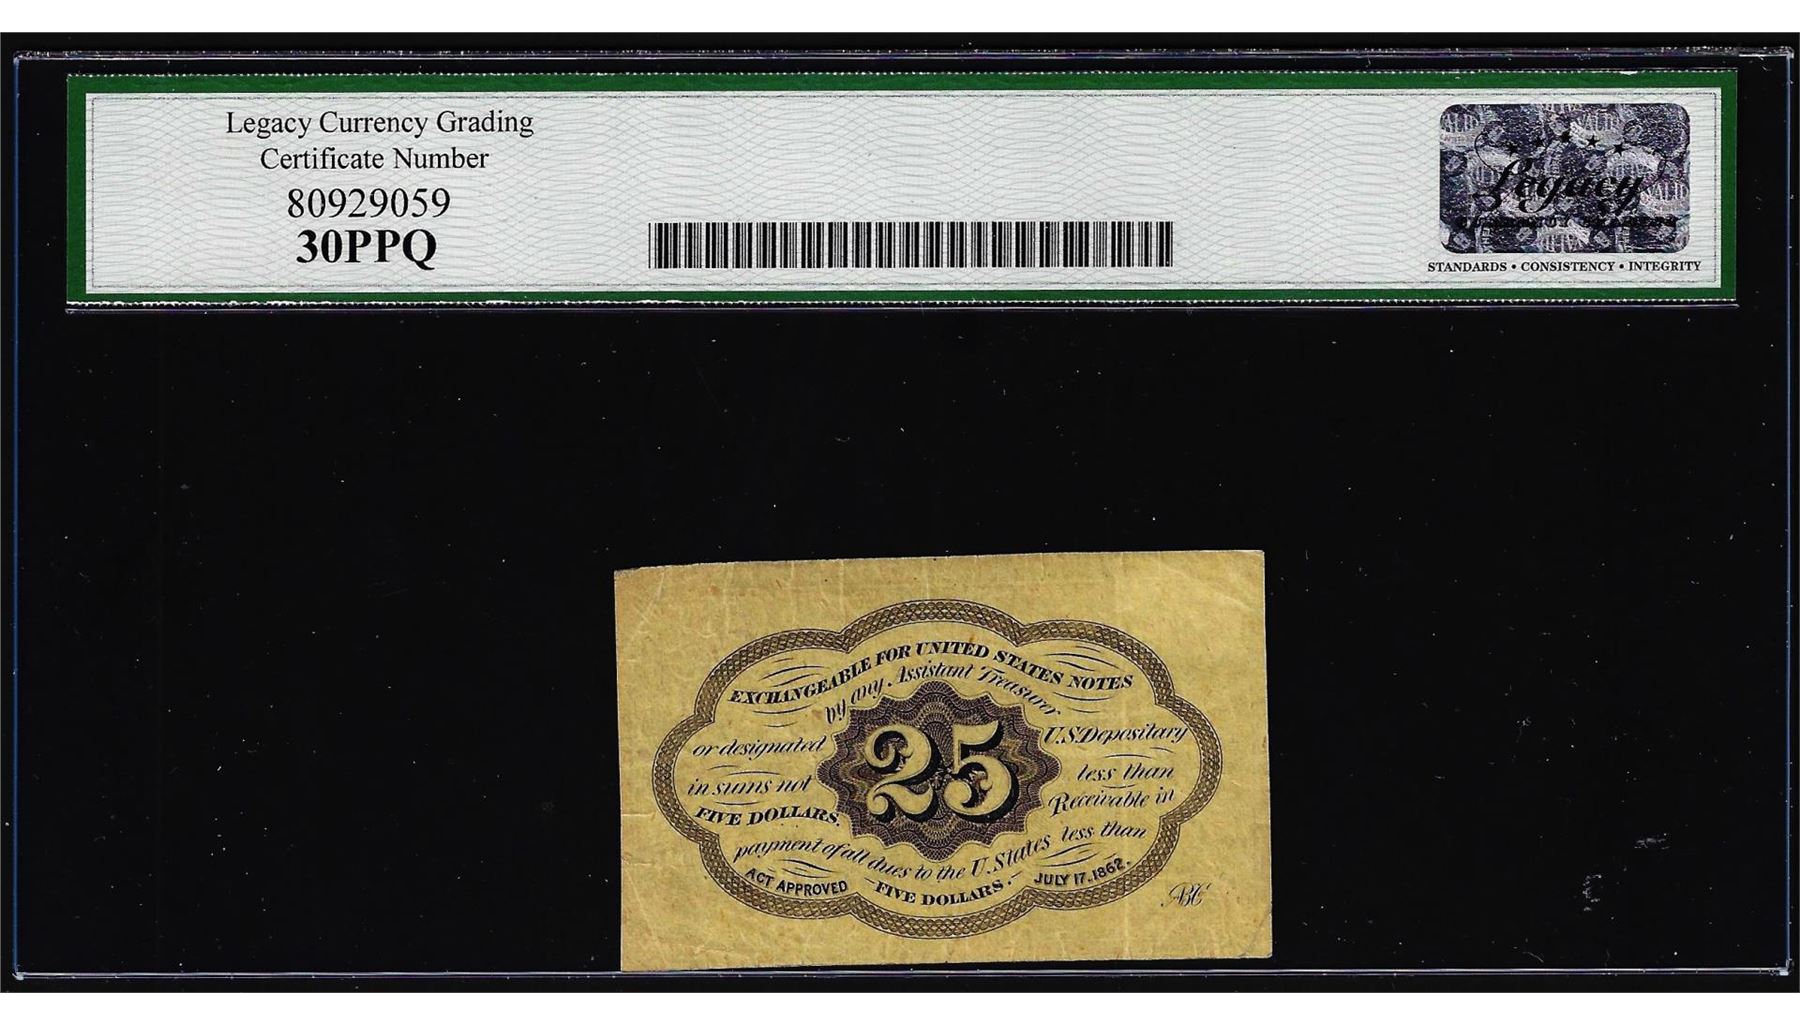 Legacy Currency Grading
Certificate Number
80929059
30PPQ
Legacy
STANDARDS • CONSISTENCY • INTEGRITY
EXCHANGEABLE FOR UNITED STATES NOTES
by any Assistant Treasurer
or designated U.S. Depositary
in sums not less than
FIVE DOLLARS. Receivable in
25
payment of all dues to the U. States less than
FIVE DOLLARS.
ACT APPROVED JULY 17. 1862.
ABC